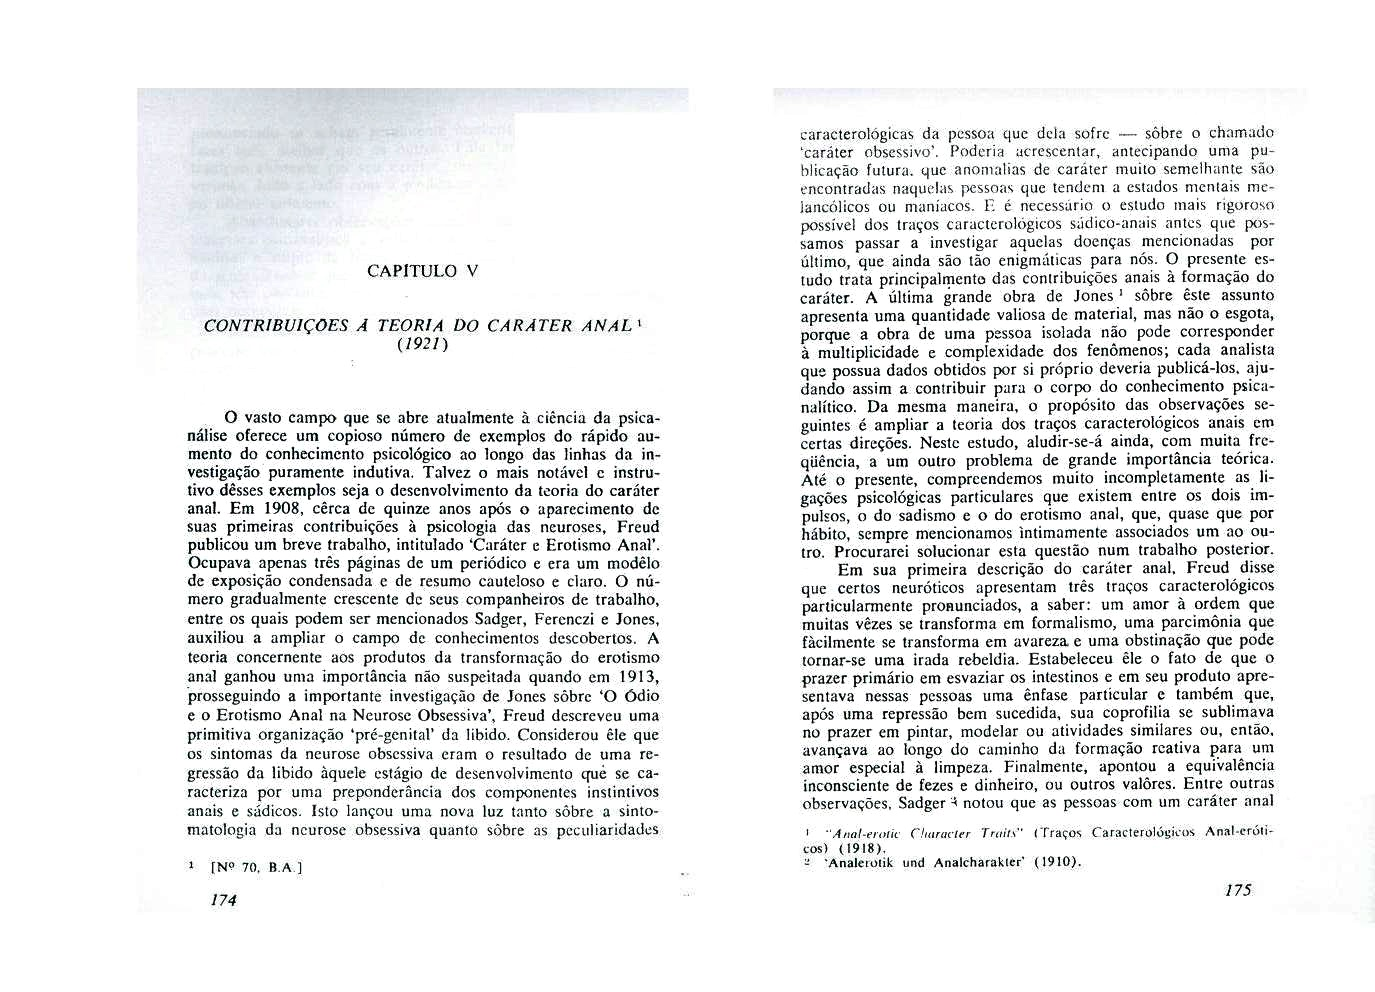 CAPÍTULO V
CONTRIBUIÇÕES À TEORIA DO CARÁTER ANAL ¹
(1921)
O vasto campo que se abre atualmente à ciência da psica-
nálise oferece um copioso número de exemplos do rápido au-
mento do conhecimento psicológico ao longo das linhas da in-
vestigação puramente indutiva. Talvez o mais notável e instru-
tivo dêsses exemplos seja o desenvolvimento da teoria do caráter
anal. Em 1908, cêrca de quinze anos após o aparecimento de
suas primeiras contribuições à psicologia das neuroses, Freud
publicou um breve trabalho, intitulado ‘Caráter e Erotismo Anal’.
Ocupava apenas três páginas de um periódico e era um modêlo
de exposição condensada e de resumo cauteloso e claro. O nú-
mero gradualmente crescente de seus companheiros de trabalho,
entre os quais podem ser mencionados Sadger, Ferenczi e Jones,
auxiliou a ampliar o campo de conhecimentos descobertos. A
teoria concernente aos produtos da transformação do erotismo
anal ganhou uma importância não suspeitada quando em 1913,
prosseguindo a importante investigação de Jones sôbre ‘O Ódio
e o Erotismo Anal na Neurose Obsessiva’, Freud descreveu uma
primitiva organização ‘pré-genital’ da libido. Considerou êle que
os sintomas da neurose obsessiva eram o resultado de uma re-
gressão da libido àquele estágio de desenvolvimento que se ca-
racteriza por uma preponderância dos componentes instintivos
anais e sádicos. Isto lançou uma nova luz tanto sôbre a sinto-
matologia da neurose obsessiva quanto sôbre as peculiaridades
¹ [Nº 70, B.A.]
174
caracterológicas da pessoa que dela sofre — sôbre o chamado
‘caráter obsessivo’. Poderia acrescentar, antecipando uma pu-
blicação futura, que anomalias de caráter muito semelhante são
encontradas naquelas pessoas que tendem a estados mentais me-
lancólicos ou maníacos. E é necessário o estudo mais rigoroso
possível dos traços caracterológicos sádico-anais antes que pos-
samos passar a investigar aquelas doenças mencionadas por
último, que ainda são tão enigmáticas para nós. O presente es-
tudo trata principalmente das contribuições anais à formação do
caráter. A última grande obra de Jones ¹ sôbre êste assunto
apresenta uma quantidade valiosa de material, mas não o esgota,
porque a obra de uma pessoa isolada não pode corresponder
à multiplicidade e complexidade dos fenômenos; cada analista
que possua dados obtidos por si próprio deveria publicá-los, aju-
dando assim a contribuir para o corpo do conhecimento psica-
nalítico. Da mesma maneira, o propósito das observações se-
guintes é ampliar a teoria dos traços caracterológicos anais em
certas direções. Neste estudo, aludir-se-á ainda, com muita fre-
qüência, a um outro problema de grande importância teórica.
Até o presente, compreendemos muito incompletamente as li-
gações psicológicas particulares que existem entre os dois im-
pulsos, o do sadismo e o do erotismo anal, que, quase que por
hábito, sempre mencionamos intimamente associados um ao ou-
tro. Procurarei solucionar esta questão num trabalho posterior.
Em sua primeira descrição do caráter anal, Freud disse
que certos neuróticos apresentam três traços caracterológicos
particularmente pronunciados, a saber: um amor à ordem que
muitas vêzes se transforma em formalismo, uma parcimônia que
fàcilmente se transforma em avareza e uma obstinação que pode
tornar-se uma irada rebeldia. Estabeleceu êle o fato de que o
prazer primário em esvaziar os intestinos e em seu produto apre-
sentava nessas pessoas uma ênfase particular e também que,
após uma repressão bem sucedida, sua coprofilia se sublimava
no prazer em pintar, modelar ou atividades similares ou, então,
avançava ao longo do caminho da formação reativa para um
amor especial à limpeza. Finalmente, apontou a equivalência
inconsciente de fezes e dinheiro, ou outros valôres. Entre outras
observações, Sadger ² notou que as pessoas com um caráter anal
¹ "Anal-erotic Character Traits" (Traços Caracterológicos Anal-eróti-
cos) (1918).
² ‘Analerotik und Analcharakter’ (1910).
175